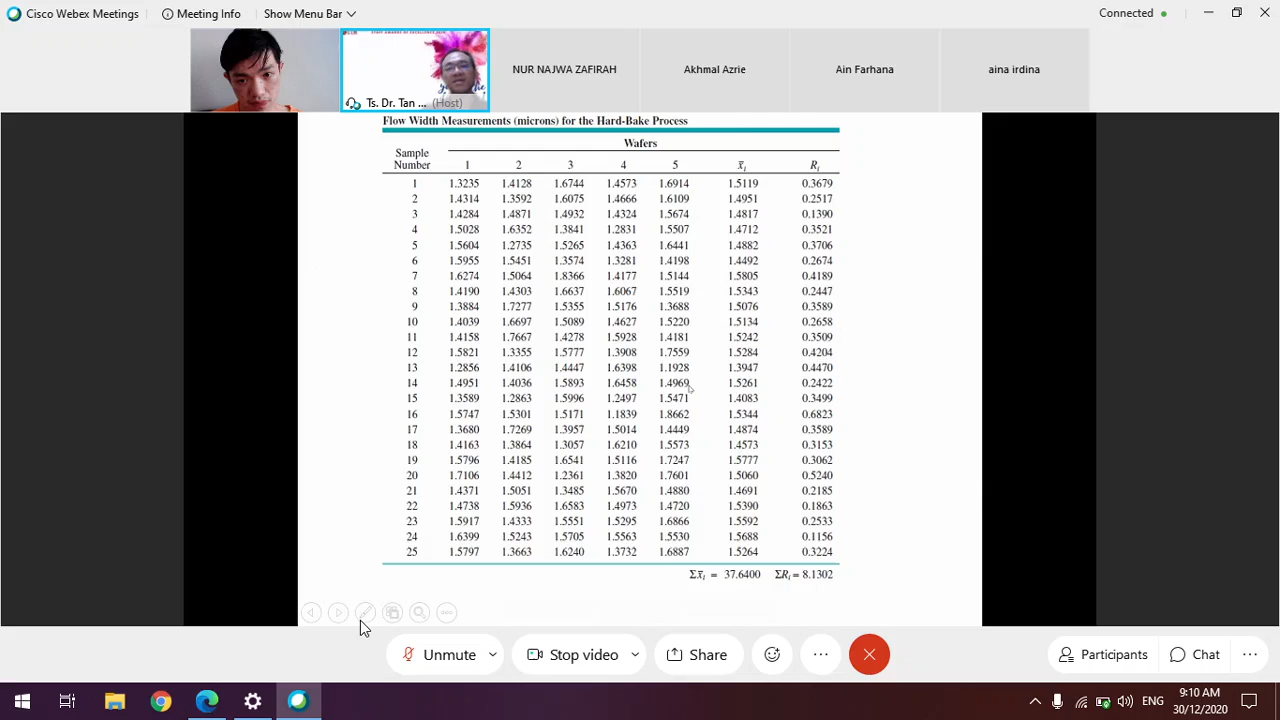 Cisco Webex Meetings Meeting Info Show Menu Bar Connected
STAFF AWARDS OF EXCELLENCE
Ts. Dr. Tan ... (Host) NUR NAJWA ZAFIRAH Akhmal Azrie Ain Farhana aina irdina
Flow Width Measurements (microns) for the Hard-Bake Process
Wafers
Sample
Number 1 2 3 4 5 x̄i Ri
1 1.3235 1.4128 1.6744 1.4573 1.6914 1.5119 0.3679
2 1.4314 1.3592 1.6075 1.4666 1.6109 1.4951 0.2517
3 1.4284 1.4871 1.4932 1.4324 1.5674 1.4817 0.1390
4 1.5028 1.6352 1.3841 1.2831 1.5507 1.4712 0.3521
5 1.5604 1.2735 1.5265 1.4363 1.6441 1.4882 0.3706
6 1.5955 1.5451 1.3574 1.3281 1.4198 1.4492 0.2674
7 1.6274 1.5064 1.8366 1.4177 1.5144 1.5805 0.4189
8 1.4190 1.4303 1.6637 1.6067 1.5519 1.5343 0.2447
9 1.3884 1.7277 1.5355 1.5176 1.3688 1.5076 0.3589
10 1.4039 1.6697 1.5089 1.4627 1.5220 1.5134 0.2658
11 1.4158 1.7667 1.4278 1.5928 1.4181 1.5242 0.3509
12 1.5821 1.3355 1.5777 1.3908 1.7559 1.5284 0.4204
13 1.2856 1.4106 1.4447 1.6398 1.1928 1.3947 0.4470
14 1.4951 1.4036 1.5893 1.6458 1.4969 1.5261 0.2422
15 1.3589 1.2863 1.5996 1.2497 1.5471 1.4083 0.3499
16 1.5747 1.5301 1.5171 1.1839 1.8662 1.5344 0.6823
17 1.3680 1.7269 1.3957 1.5014 1.4449 1.4874 0.3589
18 1.4163 1.3864 1.3057 1.6210 1.5573 1.4573 0.3153
19 1.5796 1.4185 1.6541 1.5116 1.7247 1.5777 0.3062
20 1.7106 1.4412 1.2361 1.3820 1.7601 1.5060 0.5240
21 1.4371 1.5051 1.3485 1.5670 1.4880 1.4691 0.2185
22 1.4738 1.5936 1.6583 1.4973 1.4720 1.5390 0.1863
23 1.5917 1.4333 1.5551 1.5295 1.6866 1.5592 0.2533
24 1.6399 1.5243 1.5705 1.5563 1.5530 1.5688 0.1156
25 1.5797 1.3663 1.6240 1.3732 1.6887 1.5264 0.3224
Σx̄i = 37.6400 ΣRi = 8.1302
Unmute Stop video Share Participants Chat
ENG 9:10 AM
30/12/2020